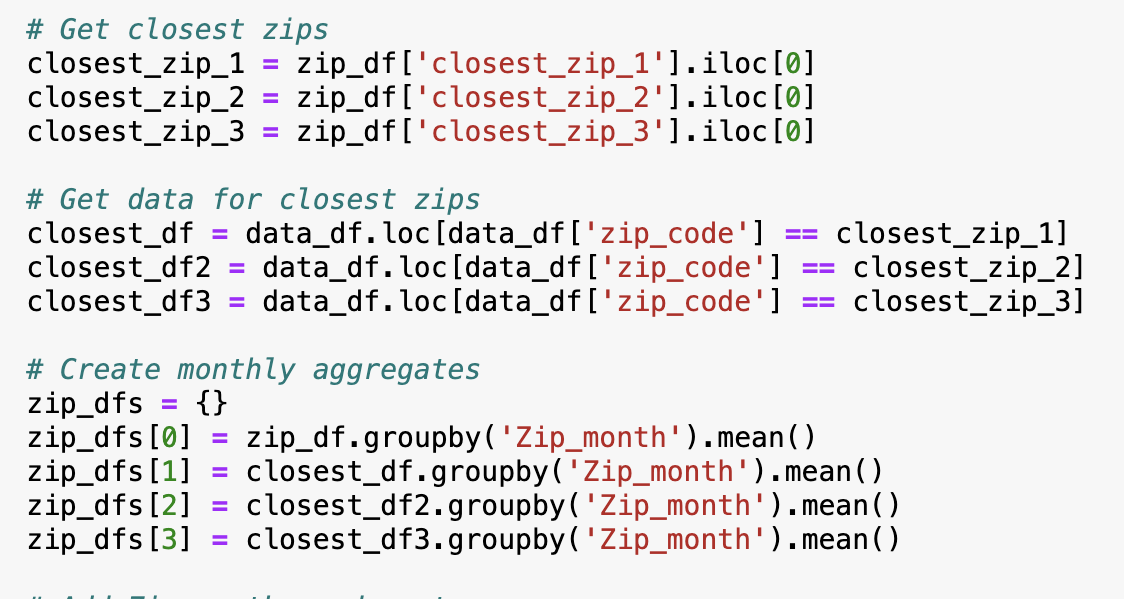 # Get closest zips
closest_zip_1 = zip_df['closest_zip_1'].iloc[0]
closest_zip_2 = zip_df['closest_zip_2'].iloc[0]
closest_zip_3 = zip_df['closest_zip_3'].iloc[0]
# Get data for closest zips
closest_df = data_df.loc[data_df['zip_code'] == closest_zip_1]
closest_df2 = data_df.loc[data_df['zip_code'] == closest_zip_2]
closest_df3 = data_df.loc[data_df['zip_code'] == closest_zip_3]
# Create monthly aggregates
zip_dfs = {}
zip_dfs[0] = zip_df.groupby('Zip_month').mean()
zip_dfs[1] = closest_df.groupby('Zip_month').mean()
zip_dfs[2] = closest_df2.groupby('Zip_month').mean()
zip_dfs[3] = closest_df3.groupby('Zip_month').mean()